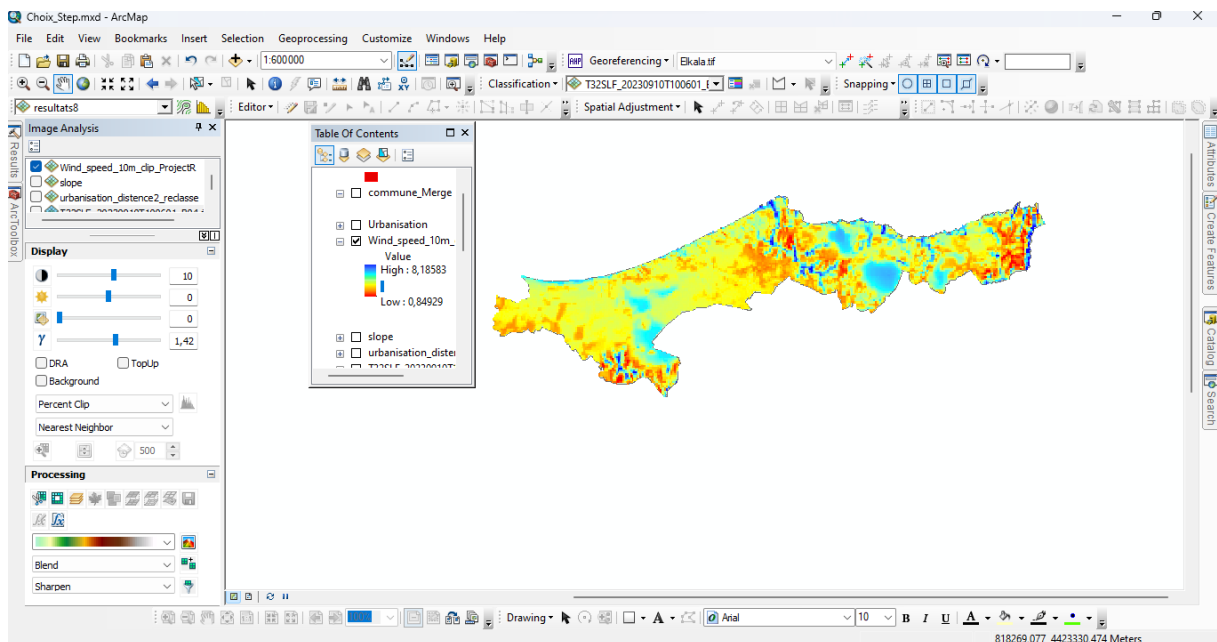 Choix_Step.mxd - ArcMap
File Edit View Bookmarks Insert Selection Geoprocessing Customize Windows Help
1:600000
Georeferencing
Elkala.tif
Classification
Snapping
resultats8
Editor
Spatial Adjustment
Image Analysis
Wind_speed_10m_clip_ProjectR
slope
urbanisation_distence2_reclasse
Display
10
0
0
γ
1,42
DRA
TopUp
Background
Percent Clip
Nearest Neighbor
500
Processing
fx
Blend
Sharpen
Results
ArcToolbox
Table Of Contents
commune_Merge
Urbanisation
Wind_speed_10m_
Value
High : 8,18583
Low : 0,84929
slope
urbanisation_dister
Attributes
Create Features
Catalog
Search
Drawing
A
Arial
10
B I U A
818269,077 4423330,474 Meters